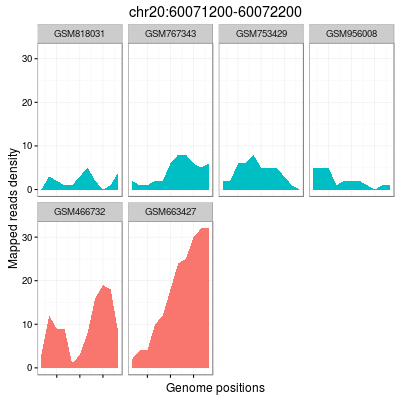 chr20:60071200-60072200
GSM818031 GSM767343 GSM753429 GSM956008
30
20
10
0
Mapped reads density
GSM466732 GSM663427
30
20
10
0
Genome positions